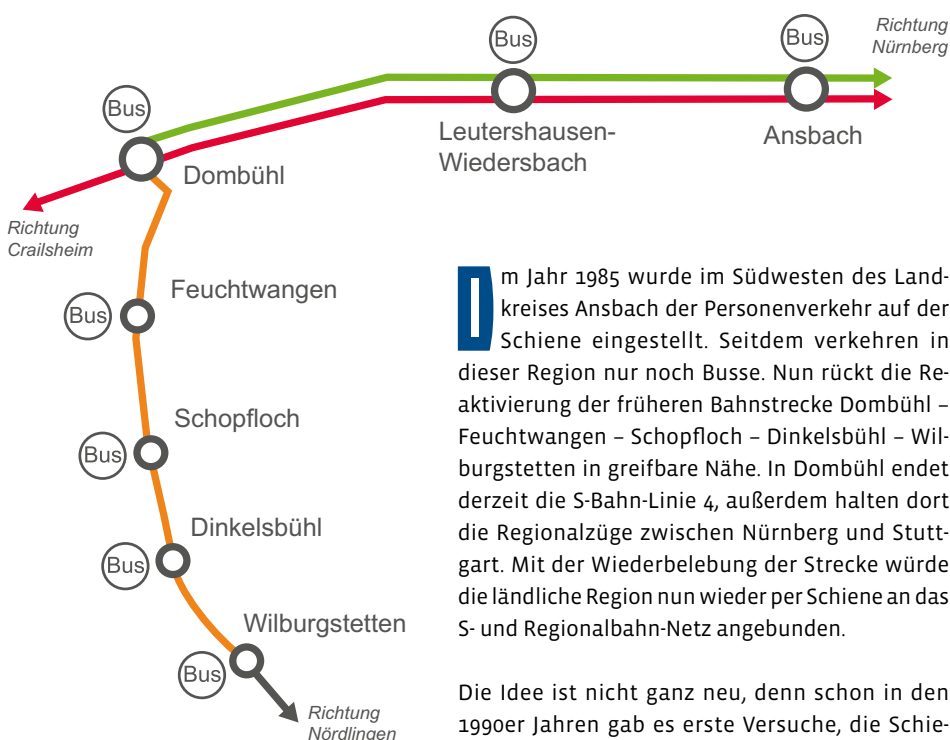 Richtung
Nürnberg
Bus
Bus
Bus
Leutershausen-
Wiedersbach
Ansbach
Dombühl
Richtung
Crailsheim
Feuchtwangen
Bus
Schopfloch
Bus
Dinkelsbühl
Bus
Wilburgstetten
Bus
Richtung
Nördlingen
Im Jahr 1985 wurde im Südwesten des Land-
kreises Ansbach der Personenverkehr auf der
Schiene eingestellt. Seitdem verkehren in
dieser Region nur noch Busse. Nun rückt die Re-
aktivierung der früheren Bahnstrecke Dombühl –
Feuchtwangen – Schopfloch – Dinkelsbühl – Wil-
burgstetten in greifbare Nähe. In Dombühl endet
derzeit die S-Bahn-Linie 4, außerdem halten dort
die Regionalzüge zwischen Nürnberg und Stutt-
gart. Mit der Wiederbelebung der Strecke würde
die ländliche Region nun wieder per Schiene an das
S- und Regionalbahn-Netz angebunden.
Die Idee ist nicht ganz neu, denn schon in den
1990er Jahren gab es erste Versuche, die Schie-